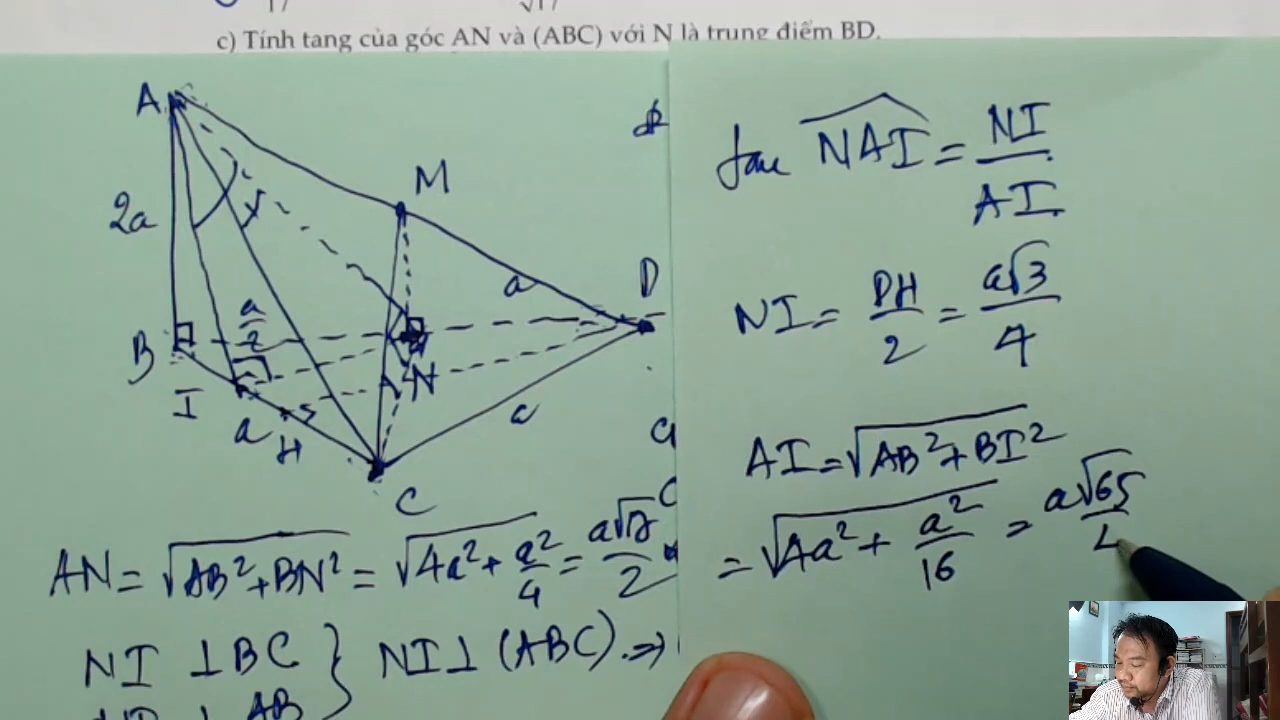 c) Tính tang của góc AN và (ABC) với N là trung điểm BD.
A
M
2a
a
D
B
a/2
I
a
H
N
a
C
AN = √(AB² + BN²) = √(4a² + a²/4) = a√17/2
NI ⊥ BC
⊥ AB
} NI ⊥ (ABC). ⇒
tan NAI = NI/AI
NI = DH/2 = a√3/4
AI = √(AB² + BI²)
= √(4a² + a²/16) = a√65/4